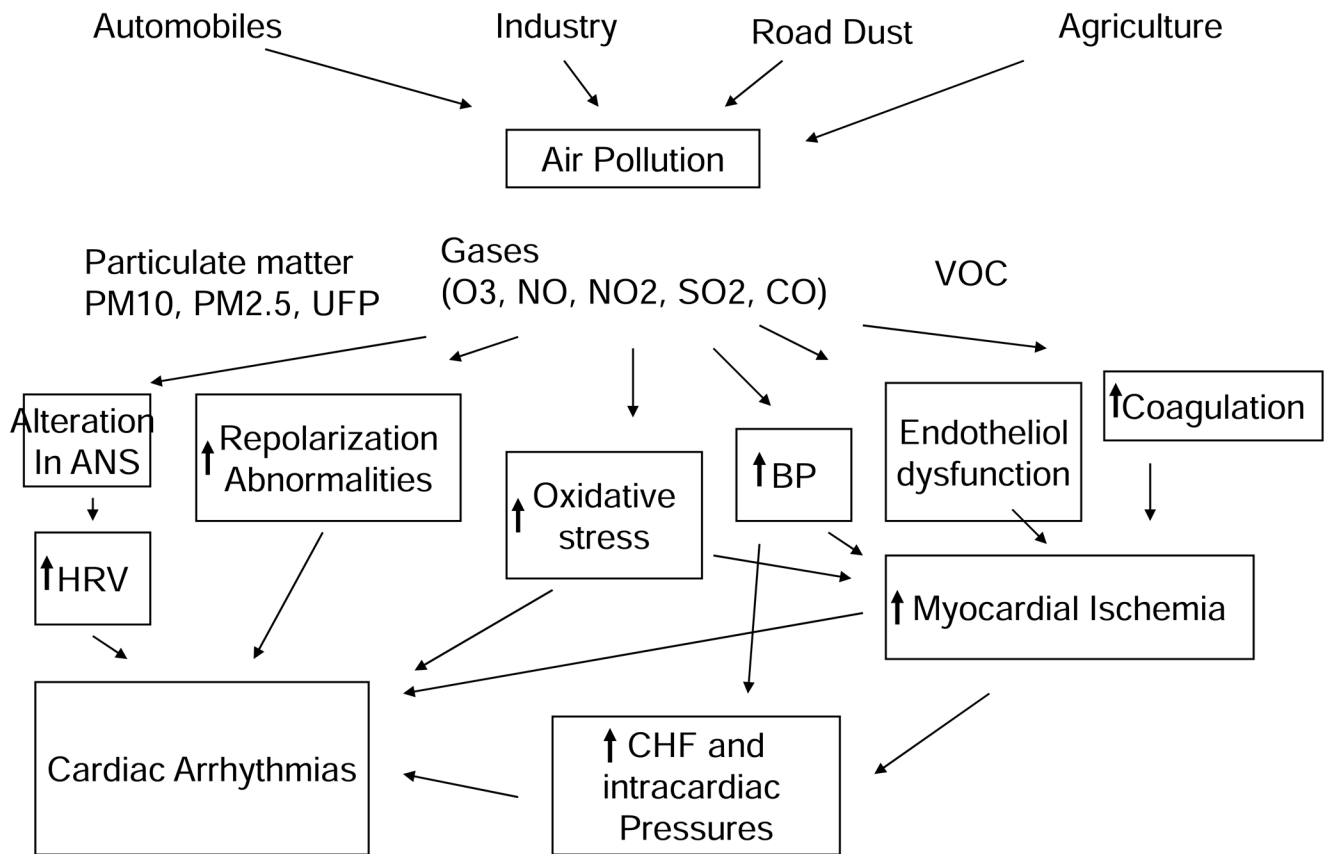 Automobiles
Industry
Road Dust
Agriculture
Air Pollution
Particulate matter
PM10, PM2.5, UFP
Gases
(O3, NO, NO2, SO2, CO)
VOC
Alteration
In ANS
Repolarization
Abnormalities
Oxidative
stress
BP
Endotheliol
dysfunction
Coagulation
HRV
Myocardial Ischemia
Cardiac Arrhythmias
CHF and
intracardiac
Pressures